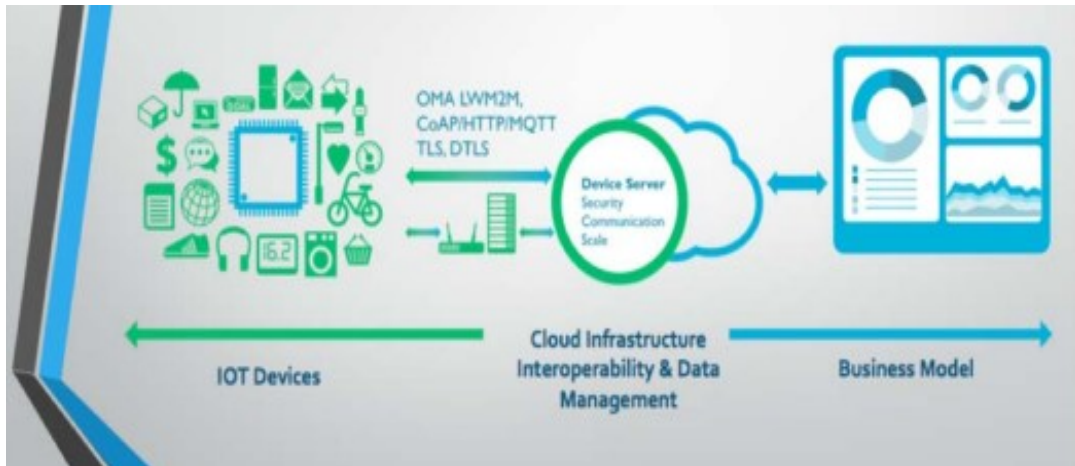 OMA LWM2M,
CoAP/HTTP/MQTT
TLS, DTLS
16.2
Device Server
Security
Communication
Scale
IOT Devices
Cloud Infrastructure
Interoperability & Data
Management
Business Model